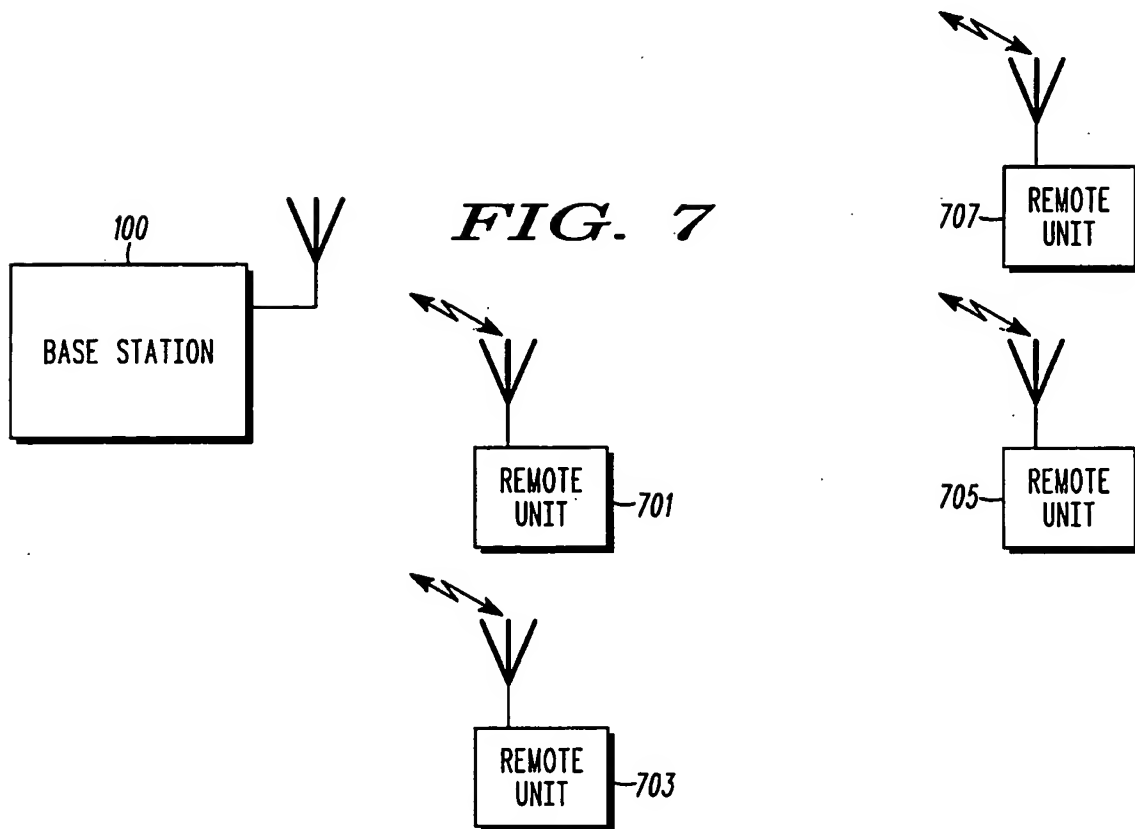 FIG. 7
100
BASE STATION
REMOTE
UNIT
707
REMOTE
UNIT
701
REMOTE
UNIT
705
REMOTE
UNIT
703